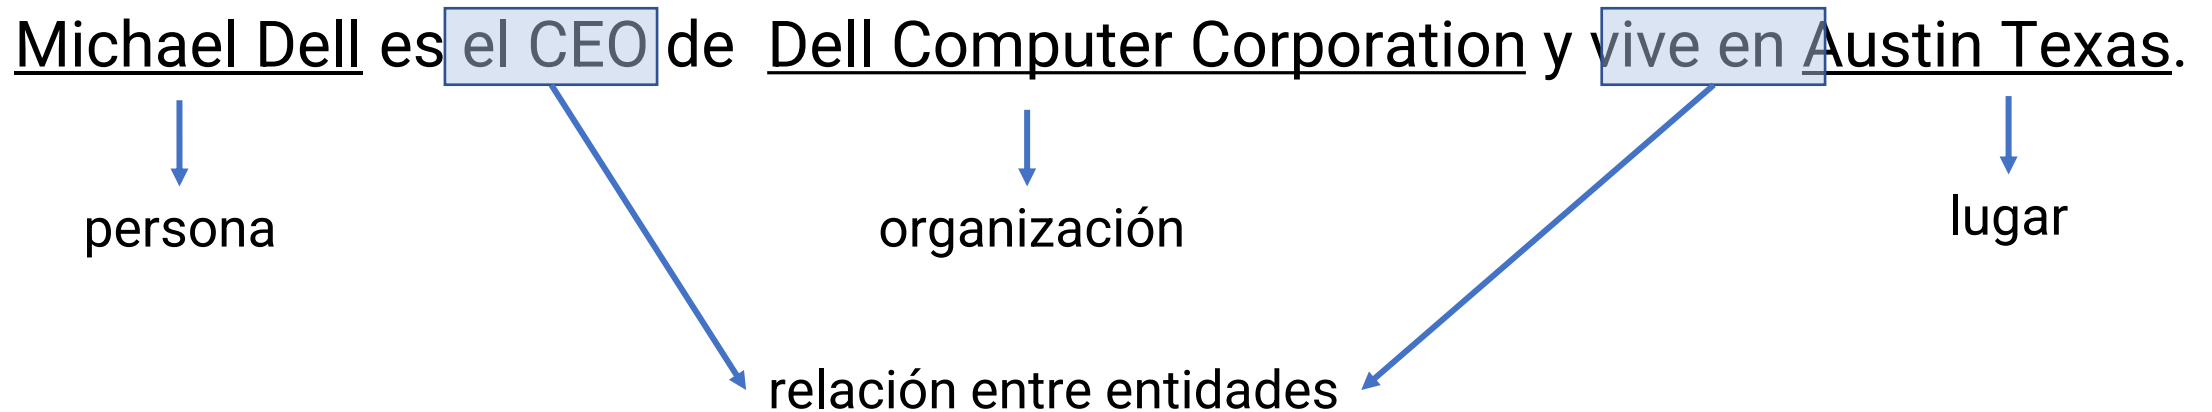 Michael Dell es el CEO de Dell Computer Corporation y vive en Austin Texas.
persona
organización
lugar
relación entre entidades